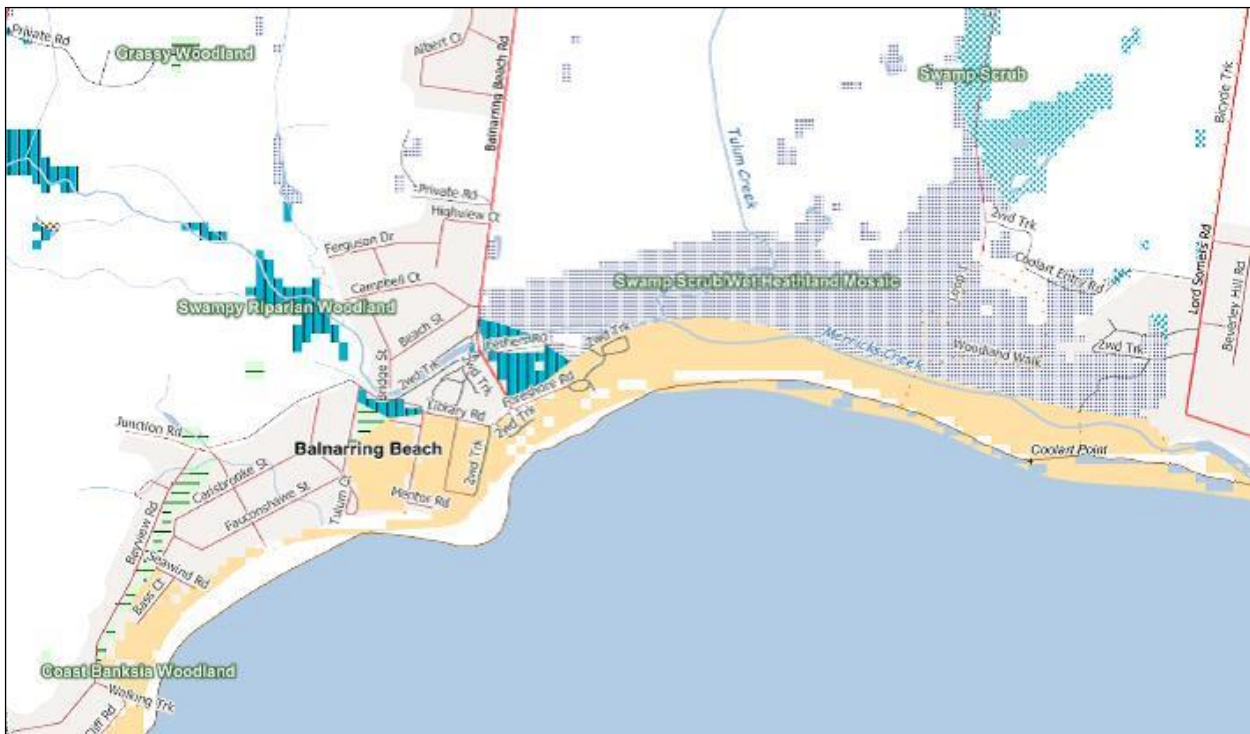 Private Rd
Grassy Woodland
Albert Ct
Balnarring Beach Rd
Swamp Scrub
Bicycle Trk
Tulum Creek
Private Rd
Highview Ct
2wd Trk
Ferguson Dr
Coolart Entry Rd
Lord Somers Rd
Beverley Hill Rd
Campbell Ct
Swamp Scrub/Wet Heathland Mosaic
Loop T
Swampy Riparian Woodland
Beach St
2wd Trk
Merricks Creek
Woodland Walk
2wd Trk
Bridge St
2wd Trk
2wd Trk
Foreshore Rd
Library Rd
2wd Trk
Junction Rd
Balnarring Beach
2wd Trk
Coolart Point
Carlsbrooke St
Fauconshawe St
Tulum Ct
Mentor Rd
Bayview Rd
Seawind Rd
Bass Ct
Coast Banksia Woodland
Walking Trk
Cliff Rd